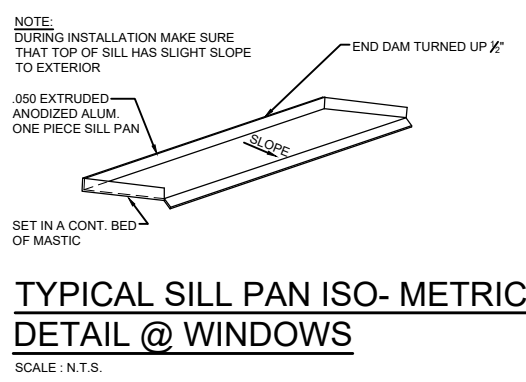 NOTE:
DURING INSTALLATION MAKE SURE
THAT TOP OF SILL HAS SLIGHT SLOPE
TO EXTERIOR
END DAM TURNED UP ½"
.050 EXTRUDED
ANODIZED ALUM.
ONE PIECE SILL PAN
SLOPE
SET IN A CONT. BED
OF MASTIC
TYPICAL SILL PAN ISO- METRIC
DETAIL @ WINDOWS
SCALE : N.T.S.